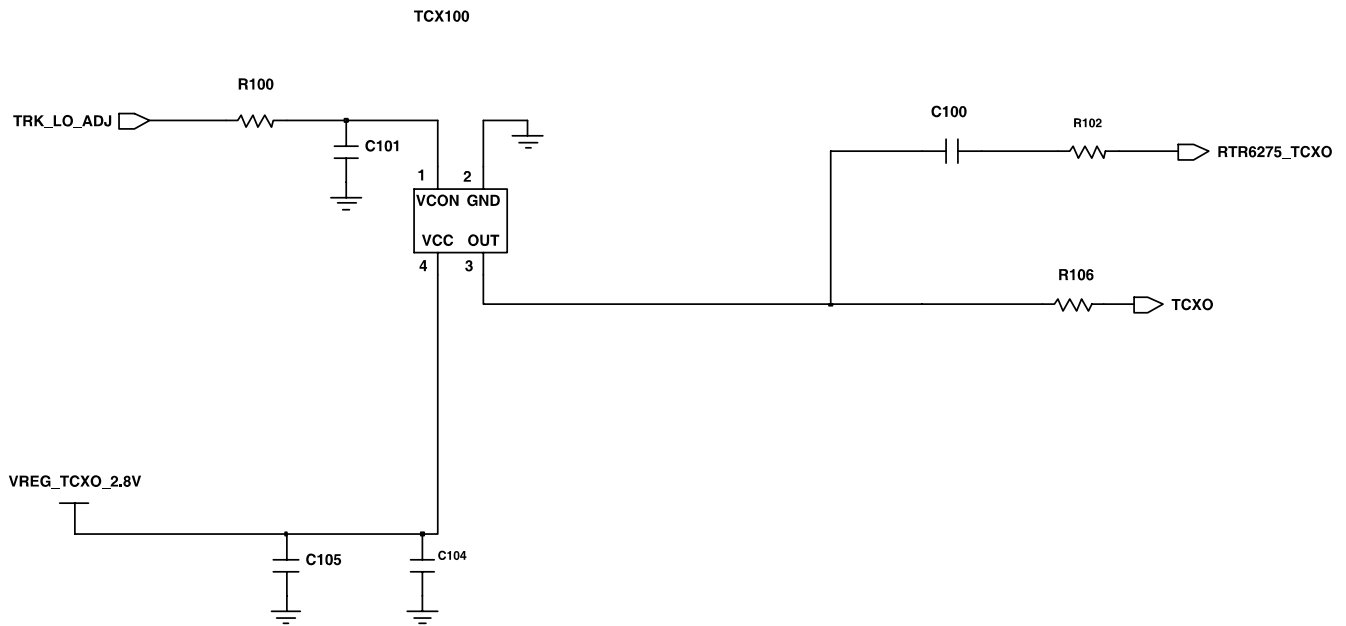 TCX100
R100
TRK_LO_ADJ
C101
C100
R102
RTR6275_TCXO
1 2
VCON GND
VCC OUT
4 3
R106
TCXO
VREG_TCXO_2.8V
C105
C104